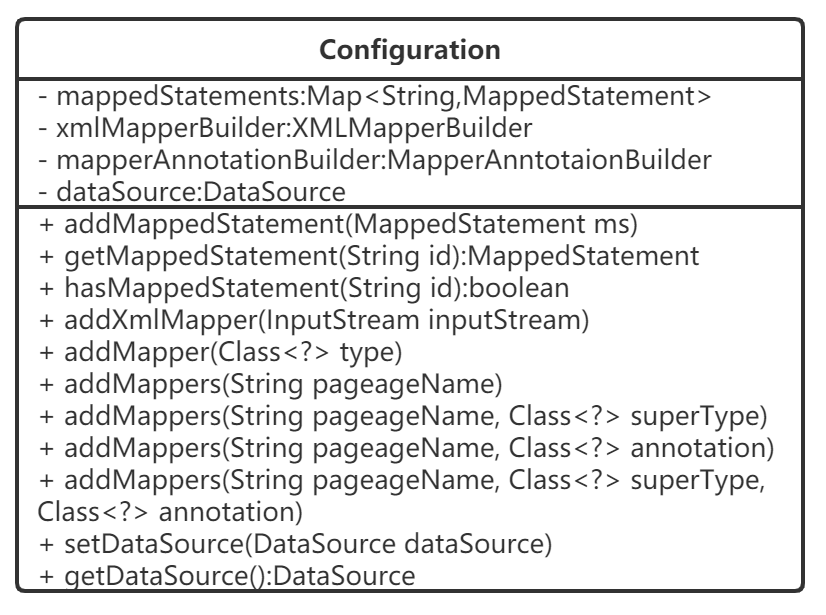 Configuration
- mappedStatements:Map<String,MappedStatement>
- xmlMapperBuilder:XMLMapperBuilder
- mapperAnnotationBuilder:MapperAnntotaionBuilder
- dataSource:DataSource
+ addMappedStatement(MappedStatement ms)
+ getMappedStatement(String id):MappedStatement
+ hasMappedStatement(String id):boolean
+ addXmlMapper(InputStream inputStream)
+ addMapper(Class<?> type)
+ addMappers(String pageageName)
+ addMappers(String pageageName, Class<?> superType)
+ addMappers(String pageageName, Class<?> annotation)
+ addMappers(String pageageName, Class<?> superType,
Class<?> annotation)
+ setDataSource(DataSource dataSource)
+ getDataSource():DataSource